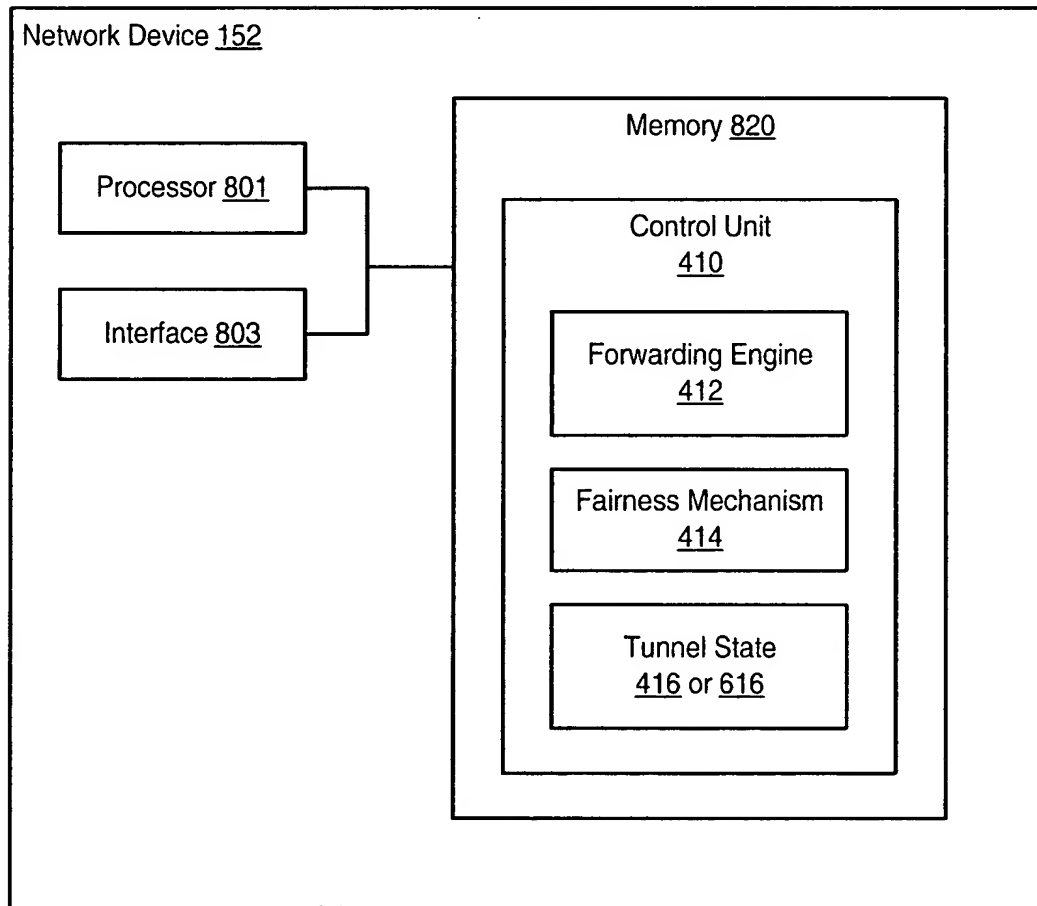 Network Device 152
Memory 820
Processor 801
Control Unit
410
Interface 803
Forwarding Engine
412
Fairness Mechanism
414
Tunnel State
416 or 616